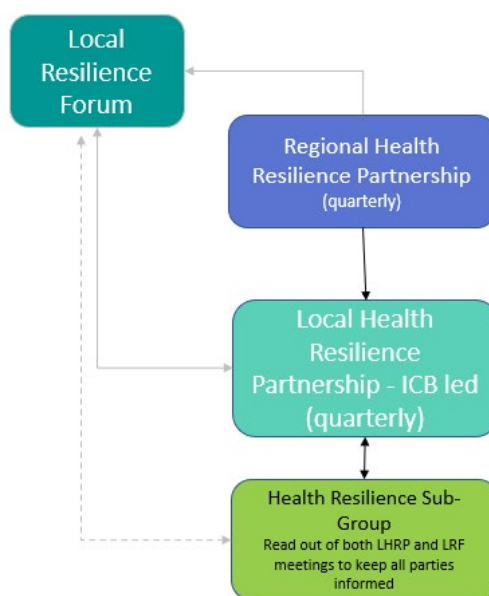 Local
Resilience
Forum
Regional Health
Resilience Partnership
(quarterly)
Local Health
Resilience
Partnership - ICB led
(quarterly)
Health Resilience Sub-
Group
Read out of both LHRP and LRF
meetings to keep all parties
informed